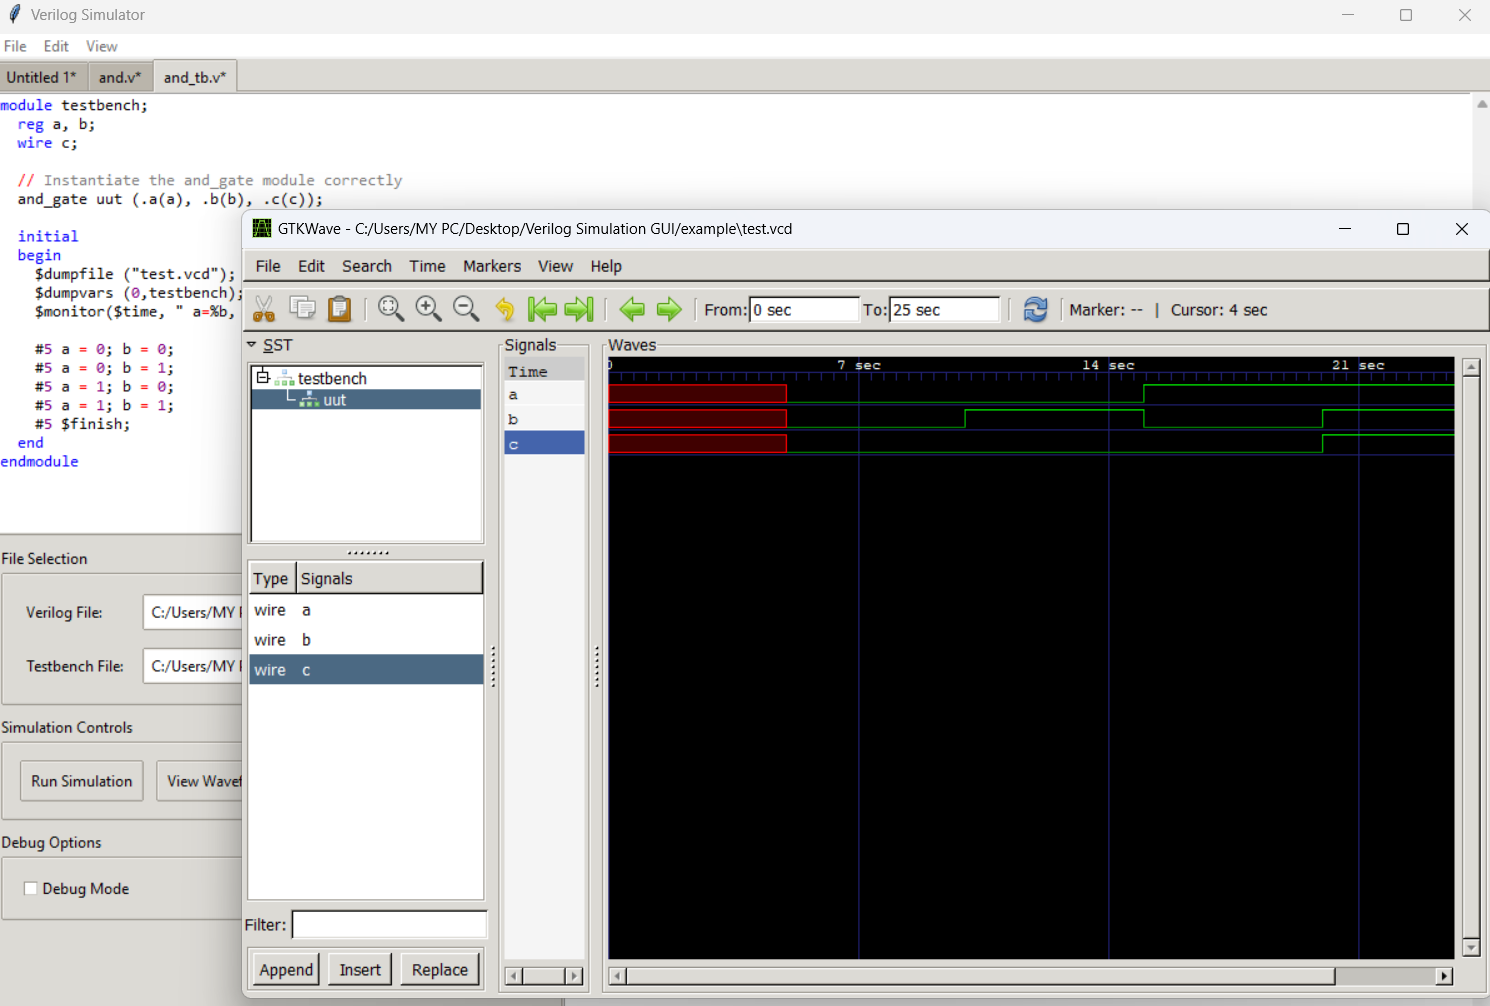 Verilog Simulator
File Edit View
Untitled 1* and.v* and_tb.v*
module testbench;
reg a, b;
wire c;
// Instantiate the and_gate module correctly
and_gate uut (.a(a), .b(b), .c(c));
initial
begin
$dumpfile ("test.vcd");
$dumpvars (0,testbench);
$monitor($time, " a=%b,
#5 a = 0; b = 0;
#5 a = 0; b = 1;
#5 a = 1; b = 0;
#5 a = 1; b = 1;
#5 $finish;
end
endmodule
File Selection
Verilog File: C:/Users/MY
Testbench File: C:/Users/MY
Simulation Controls
Run Simulation View
Debug Options
Debug Mode
GTKWave - C:/Users/MY PC/Desktop/Verilog Simulation GUI/example\test.vcd
File Edit Search Time Markers View Help
From: 0 sec To: 25 sec Marker: -- | Cursor: 4 sec
SST
testbench
uut
Type Signals
wire a
wire b
wire c
Filter:
Append Insert Replace
Signals
Time
a
b
c
Waves
0 7 sec 14 sec 21 sec